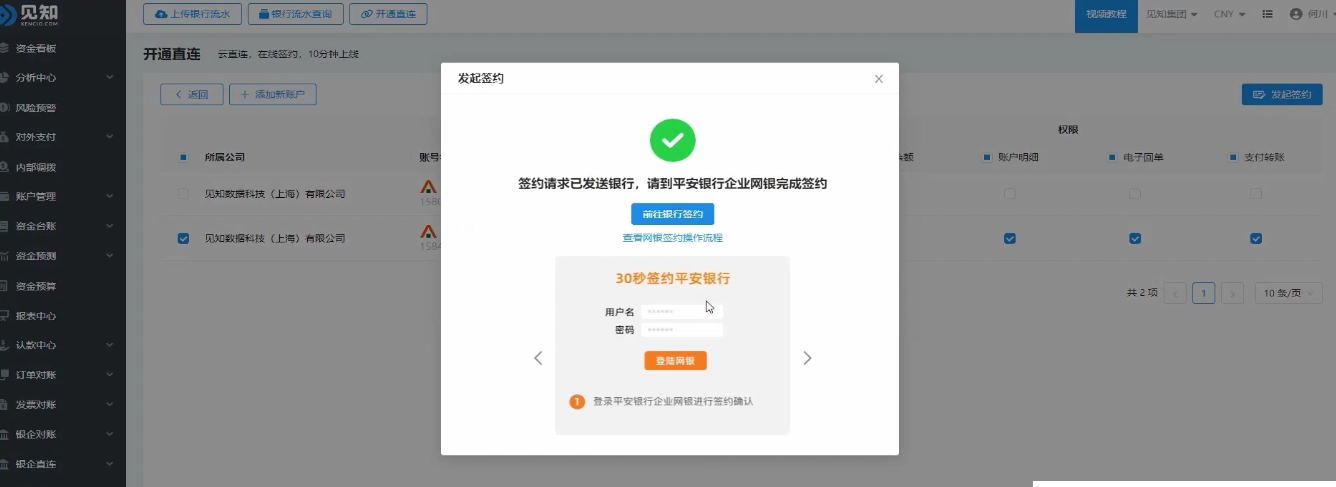 见知
KENCIO.COM
上传银行流水
银行流水查询
开通直连
视频教程
见知集团
CNY
何川
资金看板
分析中心
风险预警
对外支付
内部调拨
账户管理
资金台账
资金预测
资金预算
报表中心
认款中心
订单对账
发票对账
银企对账
银企直连
开通直连
云直连，在线签约，10分钟上线
返回
添加新账户
发起签约
权限
所属公司
账号
余额
账户明细
电子回单
支付转账
见知数据科技（上海）有限公司
1580
见知数据科技（上海）有限公司
1584
共 2 项
1
10 条/页
发起签约
签约请求已发送银行，请到平安银行企业网银完成签约
前往银行签约
查看网银签约操作流程
30秒签约平安银行
用户名
******
密码
******
登陆网银
1 登录平安银行企业网银进行签约确认